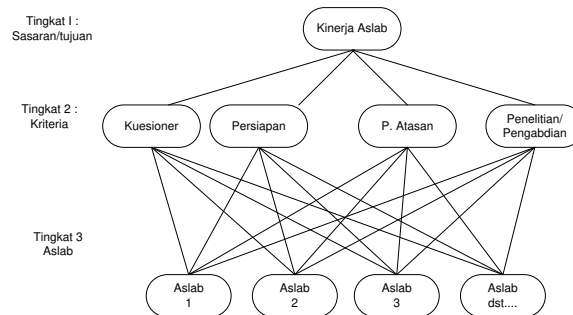 Tingkat I :
Sasaran/tujuan
Kinerja Aslab
Tingkat 2 :
Kriteria
Kuesioner
Persiapan
P. Atasan
Penelitian/
Pengabdian
Tingkat 3
Aslab
Aslab
1
Aslab
2
Aslab
3
Aslab
dst....